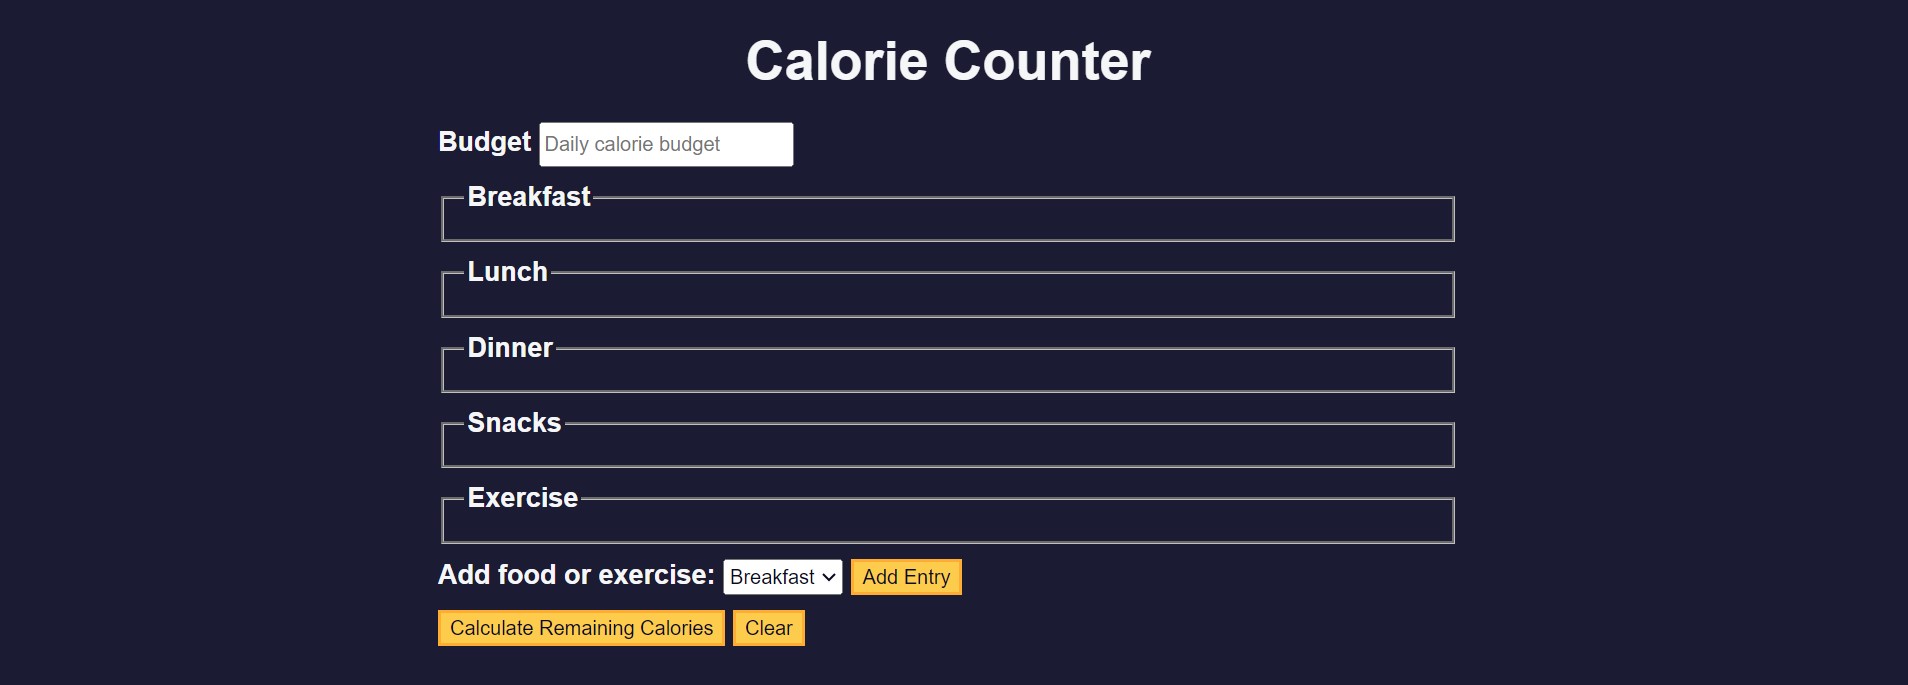 Calorie Counter
Budget Daily calorie budget
Breakfast
Lunch
Dinner
Snacks
Exercise
Add food or exercise: Breakfast Add Entry
Calculate Remaining Calories Clear